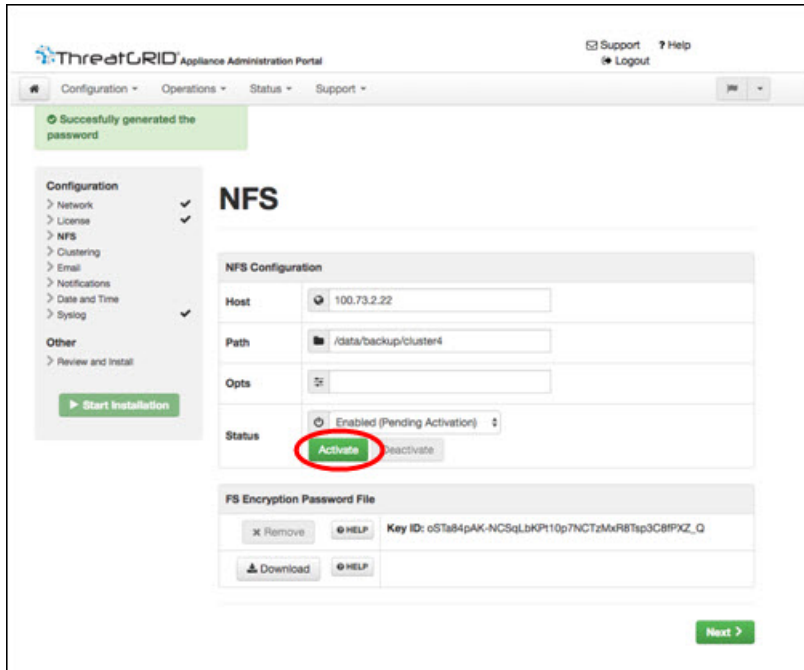 ThreatGRID Appliance Administration Portal
Support ? Help
Logout
Configuration Operations Status Support
Succesfully generated the
password
Configuration
Network
License
NFS
Clustering
Email
Notifications
Date and Time
Syslog
Other
Review and Install
Start Installation
NFS
NFS Configuration
Host 100.73.2.22
Path /data/backup/cluster4
Opts
Status Enabled (Pending Activation)
Activate Deactivate
FS Encryption Password File
Remove HELP Key ID: oSTa84pAK-NCSqLbKPt10p7NCTzMxR8Tsp3C8fPXZ_Q
Download HELP
Next